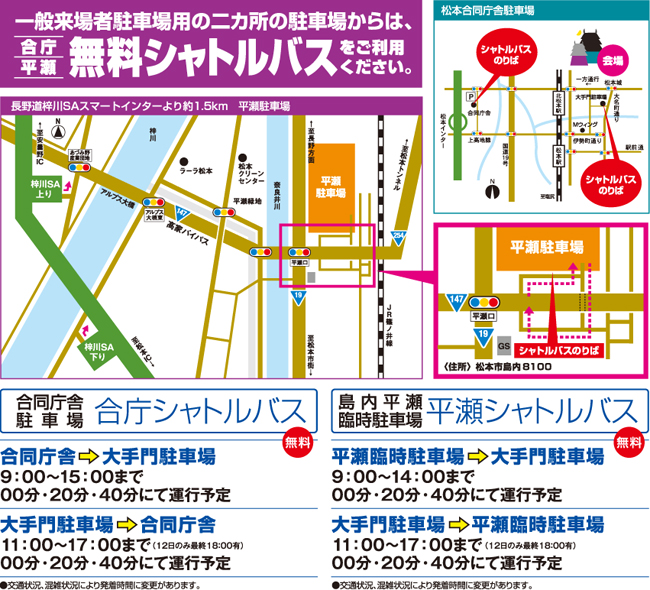 一般来場者駐車場用の二カ所の駐車場からは、
合庁
平瀬
無料シャトルバス
をご利用
ください。
長野道梓川SAスマートインターより約1.5km　平瀬駐車場
至安曇野IC
N
梓川
あづみ野
産業団地
梓川SA
上り
アルプス大橋
アルプス
大橋東
147
高家バイパス
ラーラ松本
松本
クリーン
センター
平瀬緑地
奈良井川
至長野方面
平瀬
駐車場
至松本トンネル
254
平瀬口
19
至松本市街
JR篠ノ井線
梓川SA
下り
至松本IC
松本合同庁舎駐車場
シャトルバス
のりば
会場
一方通行
松本城
P
合同庁舎
北松本駅
大手門駐車場
大名町通り
Mウイング
伊勢町通り
松本インター
上高地線
国道19号
松本駅
駅前通
シャトルバス
のりば
N
至塩尻
平瀬駐車場
147
平瀬口
19
GS
シャトルバスのりば
〈住所〉松本市島内8100
合同庁舎
駐車場
合庁シャトルバス
無料
合同庁舎⇨大手門駐車場
9：00〜15：00まで
00分・20分・40分にて運行予定
大手門駐車場⇨合同庁舎
11：00〜17：00まで（12日のみ最終18:00有）
00分・20分・40分にて運行予定
●交通状況、混雑状況により発着時間に変更があります。
島内平瀬
臨時駐車場
平瀬シャトルバス
無料
平瀬臨時駐車場⇨大手門駐車場
9：00〜14：00まで
00分・20分・40分にて運行予定
大手門駐車場⇨平瀬臨時駐車場
11：00〜17：00まで（12日のみ最終18:00有）
00分・20分・40分にて運行予定
●交通状況、混雑状況により発着時間に変更があります。